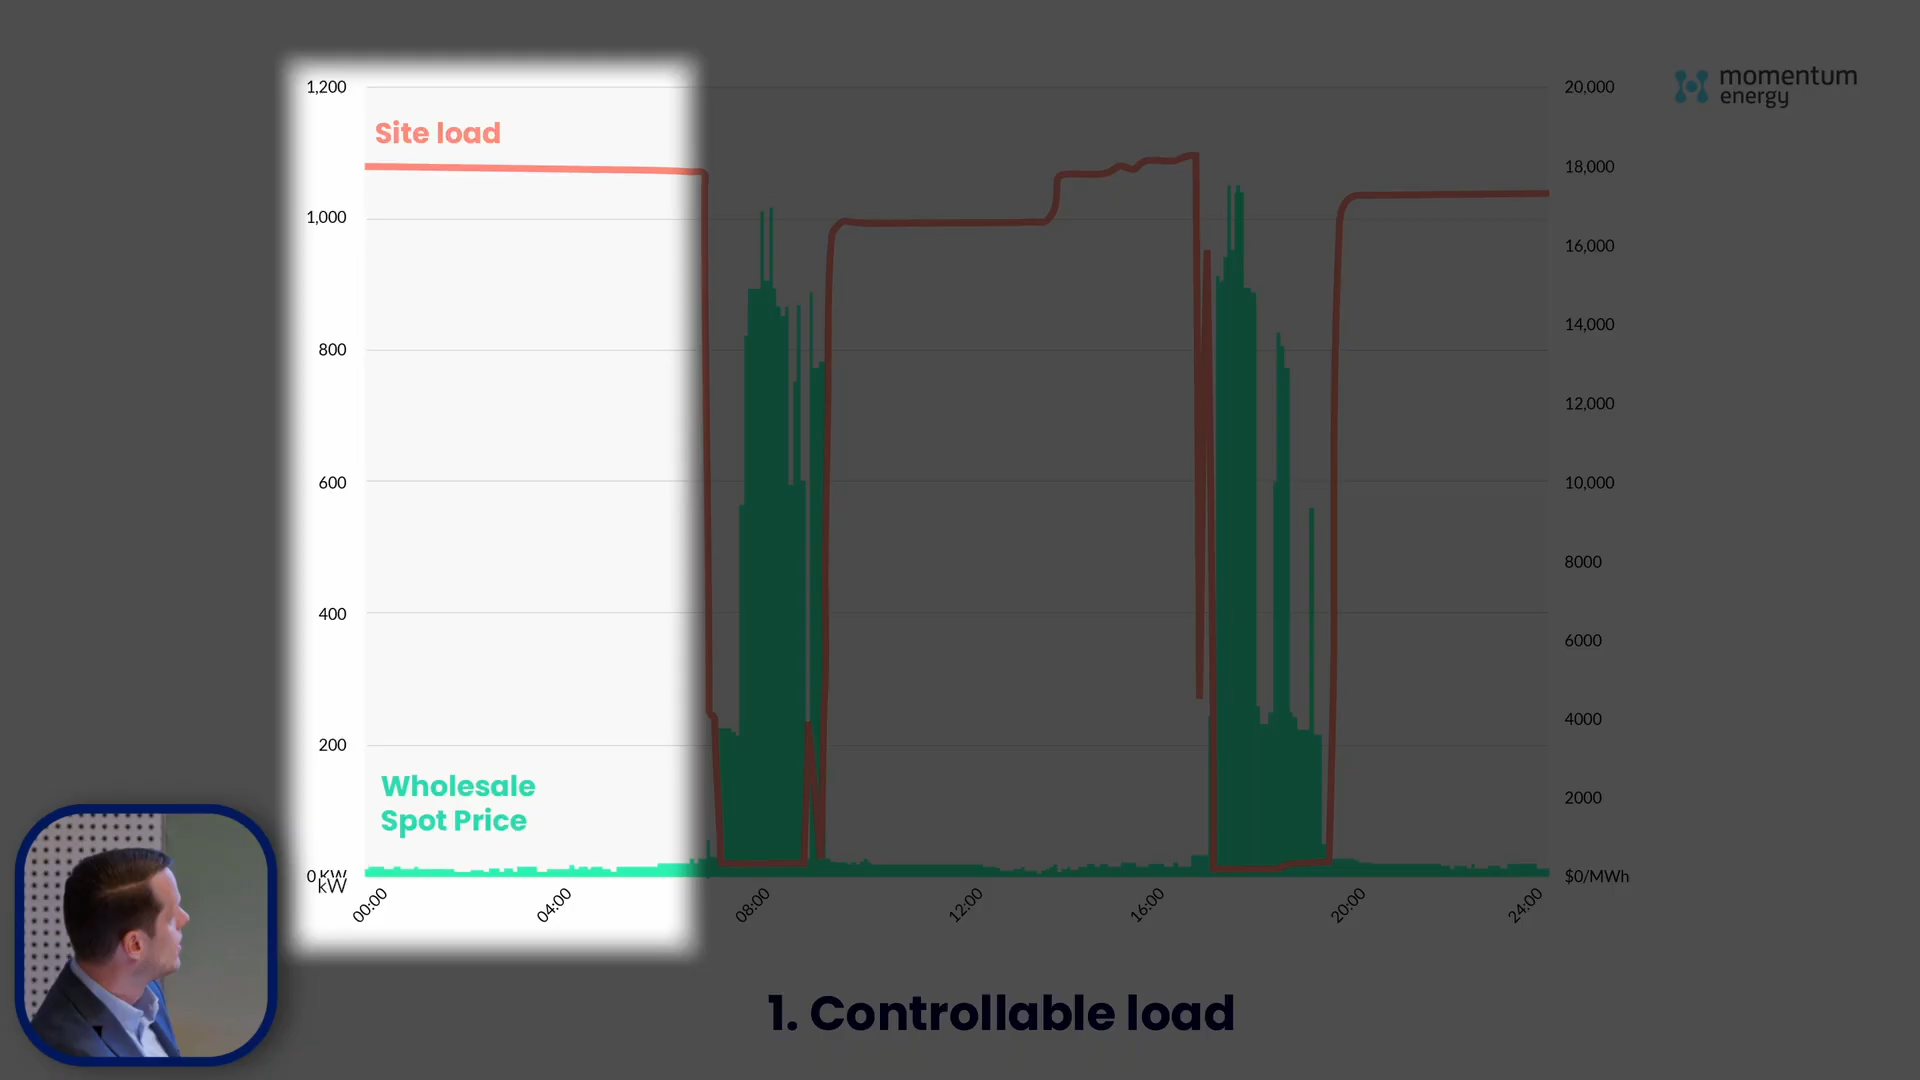 momentum
energy
1,200
1,000
800
600
400
200
0 KW
kW
Site load
Wholesale
Spot Price
20,000
18,000
16,000
14,000
12,000
10,000
8000
6000
4000
2000
$0/MWh
00:00
04:00
08:00
12:00
16:00
20:00
24:00
1. Controllable load